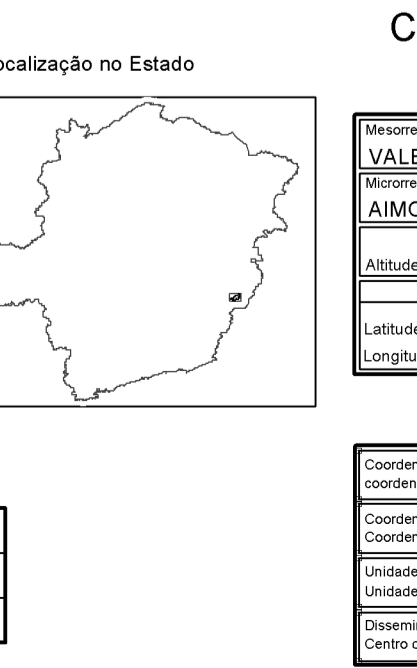 C
ocalização no Estado
Mesorre
VALE
Microrre
AIMO
Altitude
Latitude
Longitu
Coorden
coorden
Coorden
Coorden
Unidade
Unidade
Dissemi
Centro